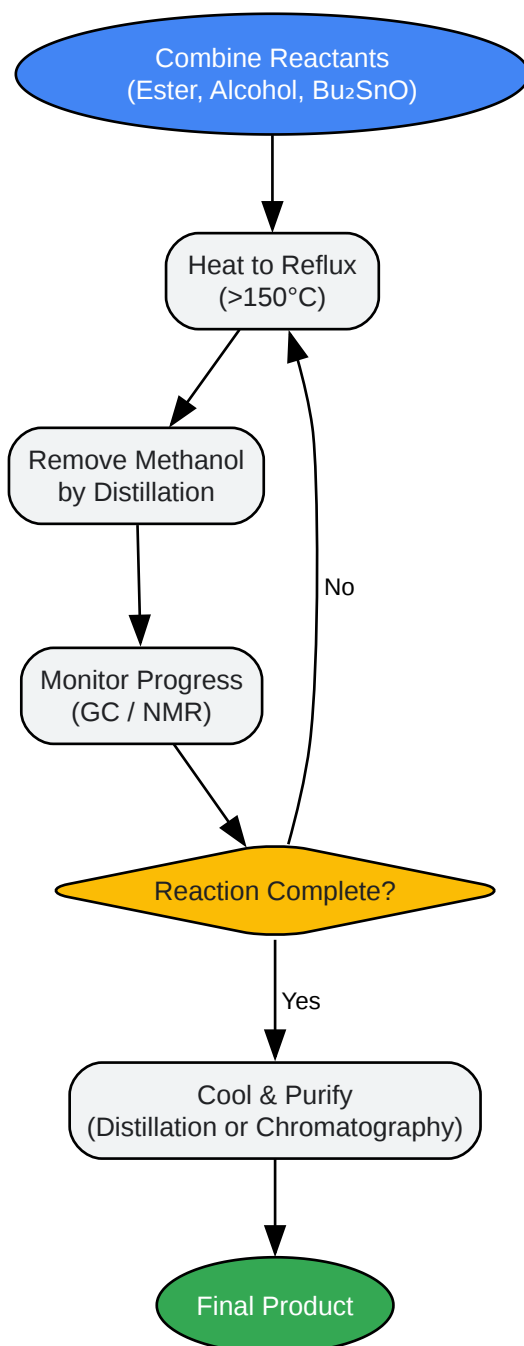 Combine Reactants
(Ester, Alcohol, Bu₂SnO)
Heat to Reflux
(>150°C)
Remove Methanol
by Distillation
No
Monitor Progress
(GC / NMR)
Reaction Complete?
Yes
Cool & Purify
(Distillation or Chromatography)
Final Product